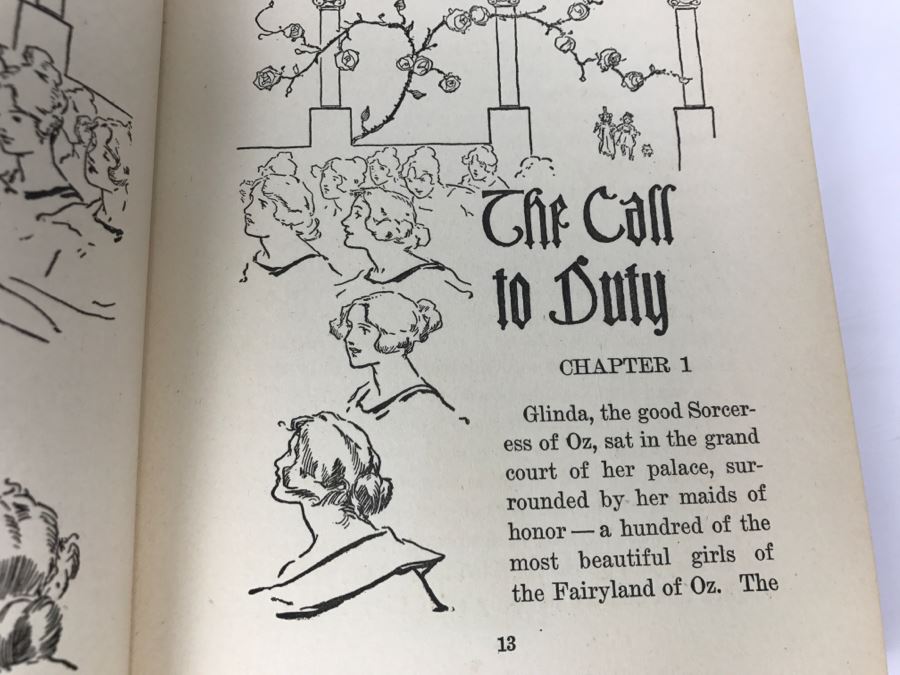 The Call
to Duty
CHAPTER 1
Glinda, the good Sorcer-
ess of Oz, sat in the grand
court of her palace, sur-
rounded by her maids of
honor — a hundred of the
most beautiful girls of
the Fairyland of Oz. The
13